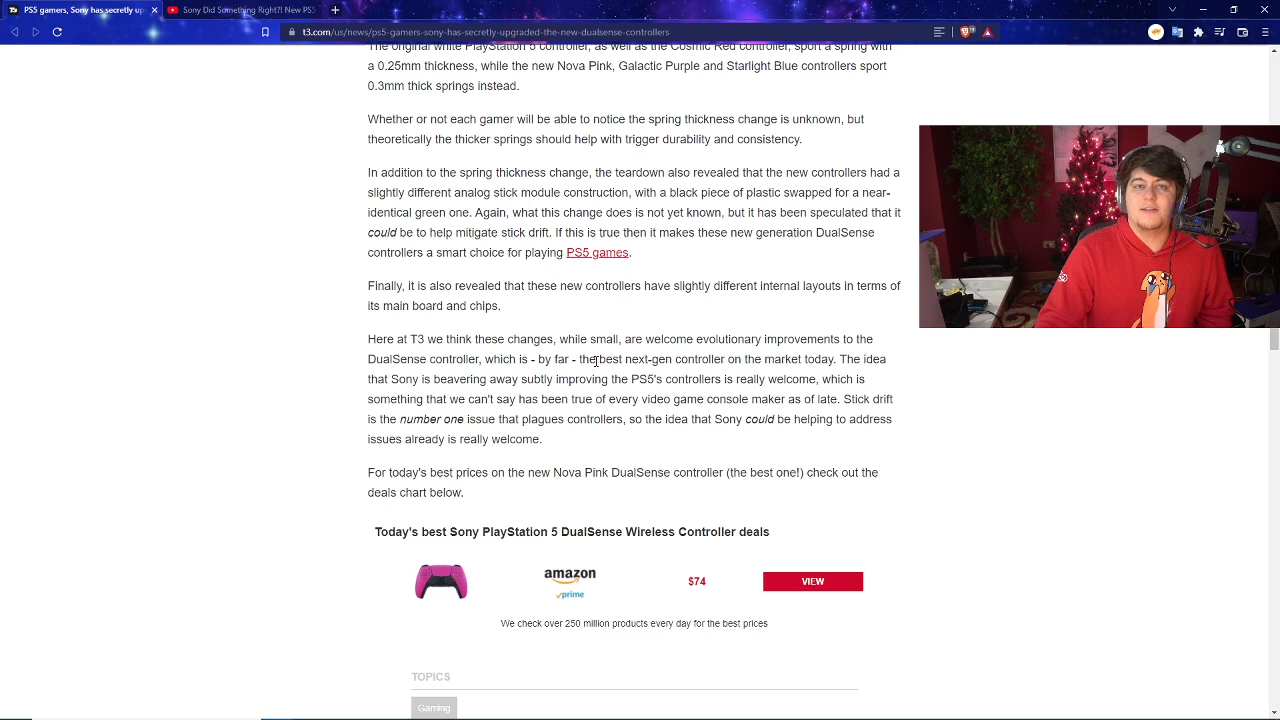 PS5 gamers, Sony has secretly up
Sony Did Something Right?! New PS5
t3.com/us/news/ps5-gamers-sony-has-secretly-upgraded-the-new-dualsense-controllers
The original white PlayStation 5 controller, as well as the Cosmic Red controller, sport a spring with
a 0.25mm thickness, while the new Nova Pink, Galactic Purple and Starlight Blue controllers sport
0.3mm thick springs instead.
Whether or not each gamer will be able to notice the spring thickness change is unknown, but
theoretically the thicker springs should help with trigger durability and consistency.
In addition to the spring thickness change, the teardown also revealed that the new controllers had a
slightly different analog stick module construction, with a black piece of plastic swapped for a near-
identical green one. Again, what this change does is not yet known, but it has been speculated that it
could be to help mitigate stick drift. If this is true then it makes these new generation DualSense
controllers a smart choice for playing PS5 games.
Finally, it is also revealed that these new controllers have slightly different internal layouts in terms of
its main board and chips.
Here at T3 we think these changes, while small, are welcome evolutionary improvements to the
DualSense controller, which is - by far - the best next-gen controller on the market today. The idea
that Sony is beavering away subtly improving the PS5's controllers is really welcome, which is
something that we can't say has been true of every video game console maker as of late. Stick drift
is the number one issue that plagues controllers, so the idea that Sony could be helping to address
issues already is really welcome.
For today's best prices on the new Nova Pink DualSense controller (the best one!) check out the
deals chart below.
Today's best Sony PlayStation 5 DualSense Wireless Controller deals
amazon
prime
$74
VIEW
We check over 250 million products every day for the best prices
TOPICS
Gaming